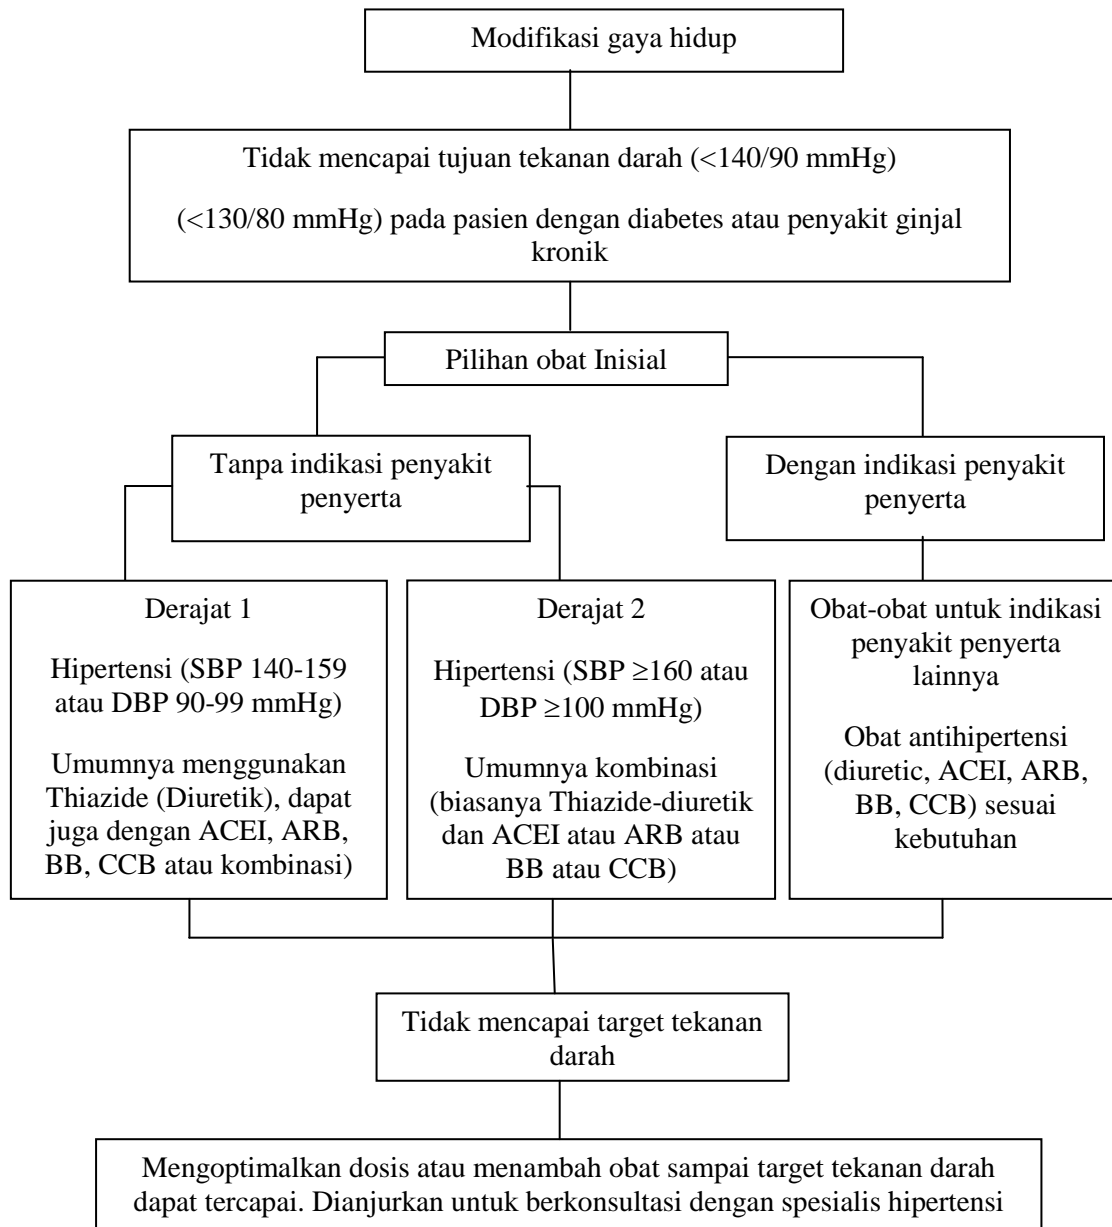 Modifikasi gaya hidup
Tidak mencapai tujuan tekanan darah (<140/90 mmHg)
(<130/80 mmHg) pada pasien dengan diabetes atau penyakit ginjal
kronik
Pilihan obat Inisial
Tanpa indikasi penyakit
penyerta
Dengan indikasi penyakit
penyerta
Derajat 1
Hipertensi (SBP 140-159
atau DBP 90-99 mmHg)
Umumnya menggunakan
Thiazide (Diuretik), dapat
juga dengan ACEI, ARB,
BB, CCB atau kombinasi)
Derajat 2
Hipertensi (SBP ≥160 atau
DBP ≥100 mmHg)
Umumnya kombinasi
(biasanya Thiazide-diuretik
dan ACEI atau ARB atau
BB atau CCB)
Obat-obat untuk indikasi
penyakit penyerta
lainnya
Obat antihipertensi
(diuretic, ACEI, ARB,
BB, CCB) sesuai
kebutuhan
Tidak mencapai target tekanan
darah
Mengoptimalkan dosis atau menambah obat sampai target tekanan darah
dapat tercapai. Dianjurkan untuk berkonsultasi dengan spesialis hipertensi